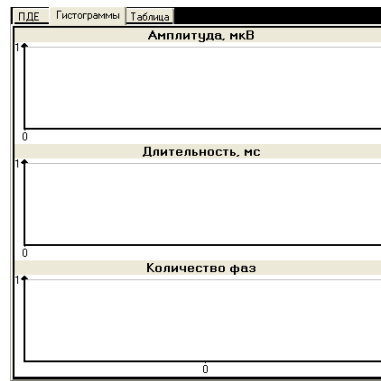 ПДЕ Гистограммы Таблица
Амплитуда, мкВ
1
0
Длительность, мс
1
0
Количество фаз
1
0